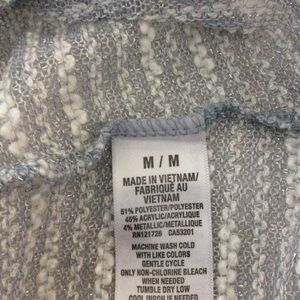 M / M
MADE IN VIETNAM/
FABRIQUÉ AU
VIETNAM
51% POLYESTER/POLYESTER
45% ACRYLIC/ACRYLIQUE
4% METALLIC/METALLIQUE
RN121726 CA53201
MACHINE WASH COLD
WITH LIKE COLORS
GENTLE CYCLE
ONLY NON-CHLORINE BLEACH
WHEN NEEDED
TUMBLE DRY LOW
COOL IRON IF NEEDED